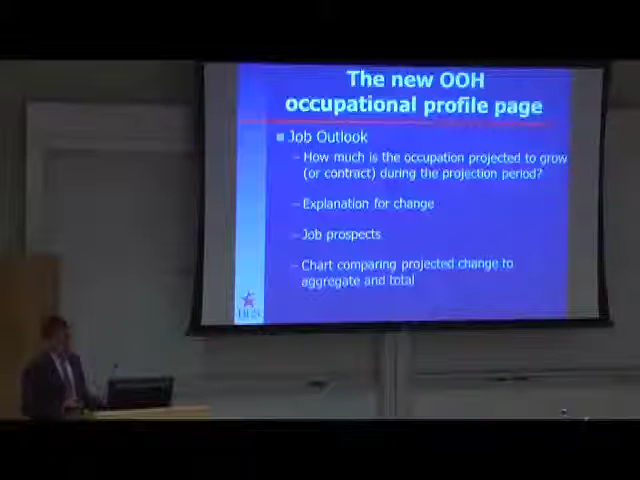 The new OOH
occupational profile page
Job Outlook
– How much is the occupation projected to grow
(or contract) during the projection period?
– Explanation for change
– Job prospects
– Chart comparing projected change to
aggregate and total